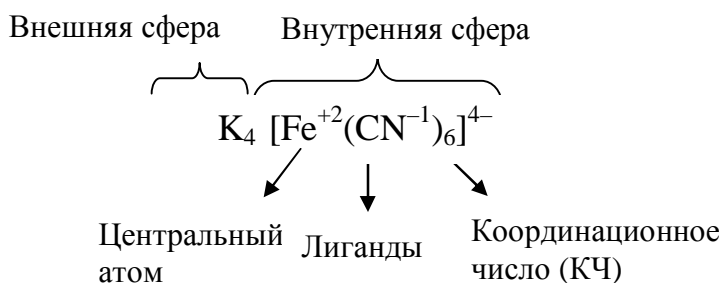 Внешняя сфера Внутренняя сфера
K₄ [Fe⁺²(CN⁻¹)₆]⁴⁻
Центральный атом
Лиганды
Координационное число (КЧ)